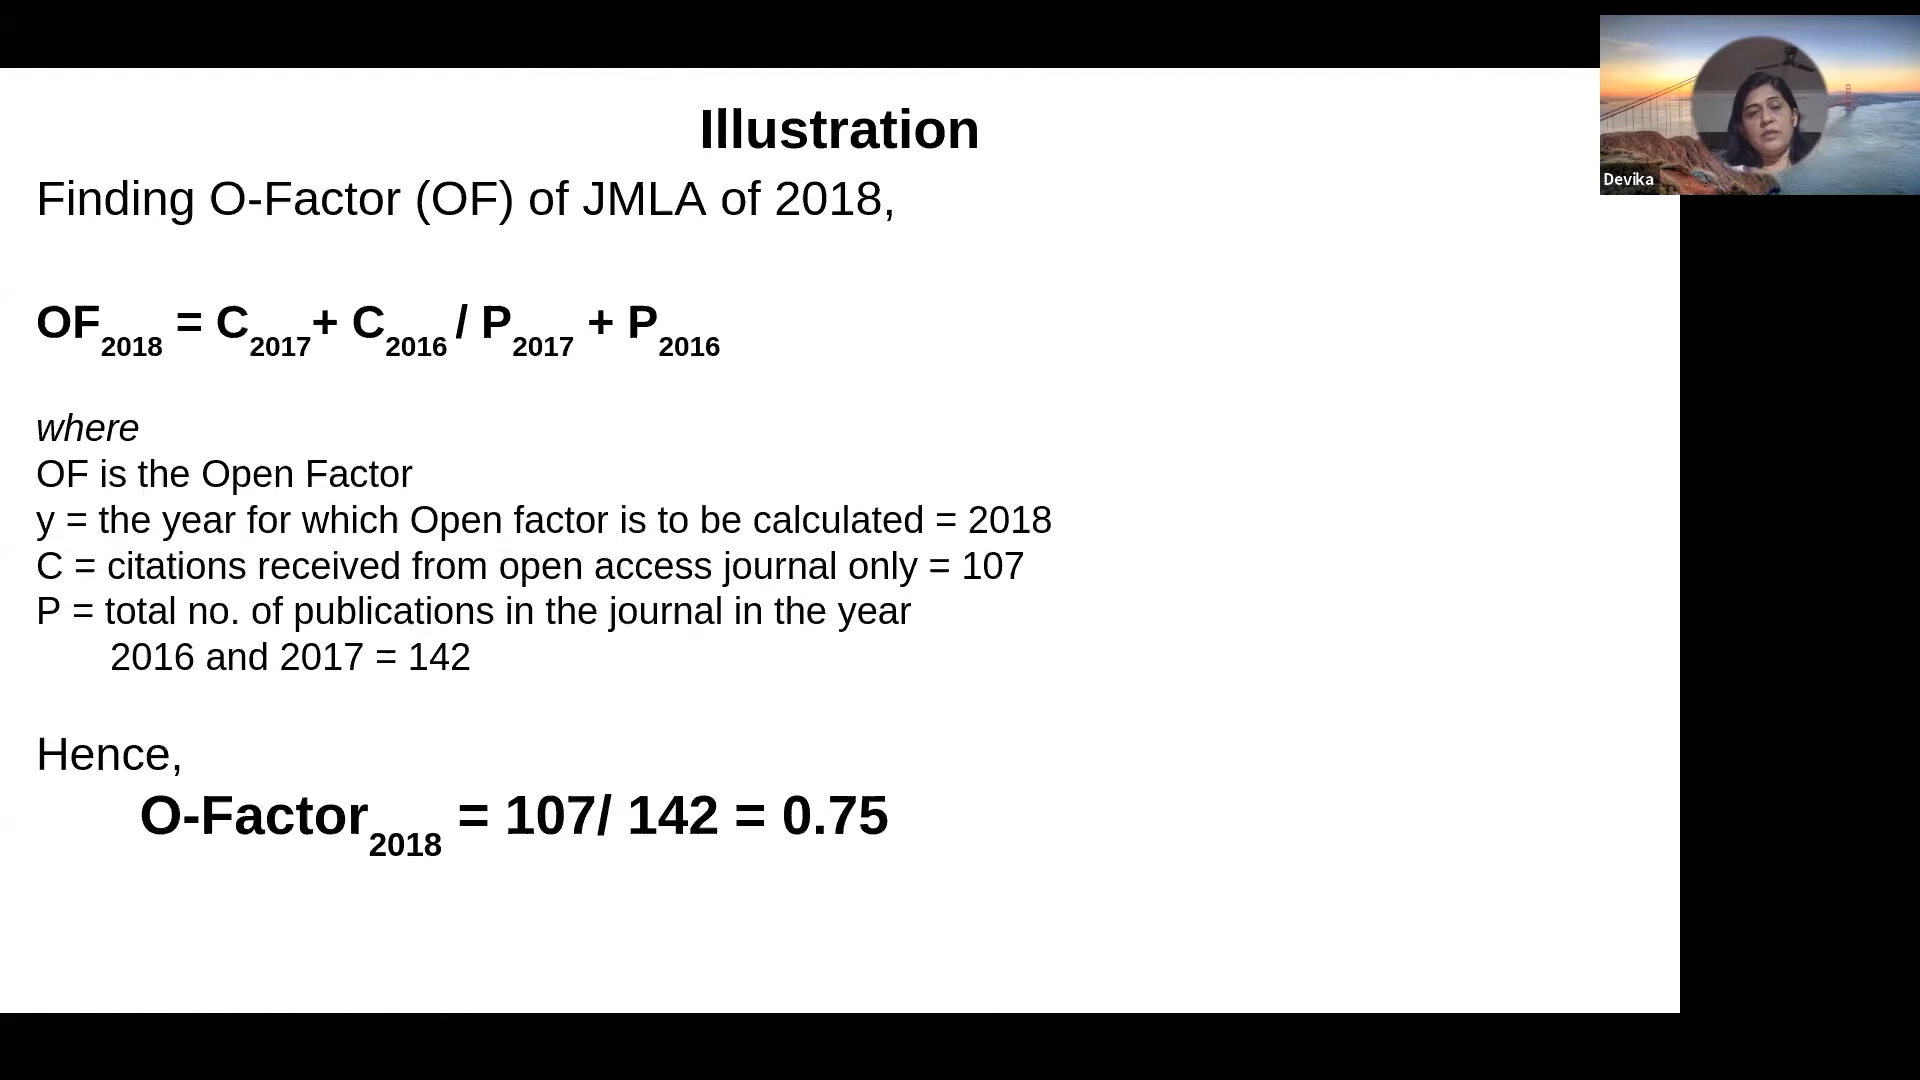 Illustration
Finding O-Factor (OF) of JMLA of 2018,
OF2018 = C2017+ C2016 / P2017 + P2016
where
OF is the Open Factor
y = the year for which Open factor is to be calculated = 2018
C = citations received from open access journal only = 107
P = total no. of publications in the journal in the year
2016 and 2017 = 142
Hence,
O-Factor2018 = 107/ 142 = 0.75
Devika